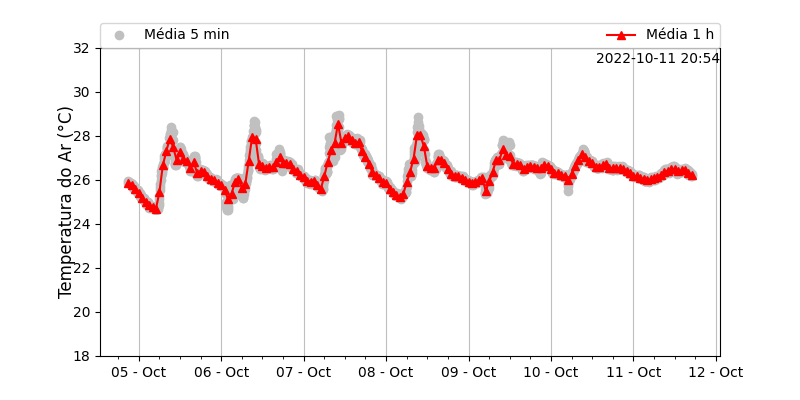 Média 5 min
Média 1 h
2022-10-11 20:54
Temperatura do Ar (°C)
32
30
28
26
24
22
20
18
05 - Oct
06 - Oct
07 - Oct
08 - Oct
09 - Oct
10 - Oct
11 - Oct
12 - Oct